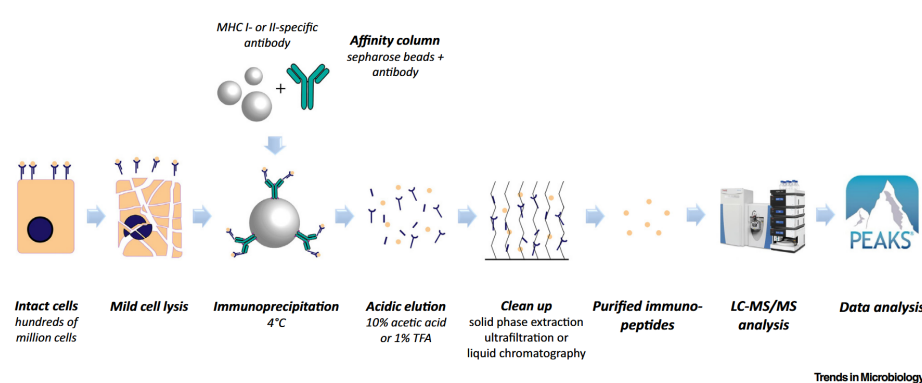 MHC I- or II-specific
antibody
+
Affinity column
sepharose beads +
antibody
PEAKS®
Intact cells
hundreds of
million cells
Mild cell lysis
Immunoprecipitation
4°C
Acidic elution
10% acetic acid
or 1% TFA
Clean up
solid phase extraction
ultrafiltration or
liquid chromatography
Purified immuno-
peptides
LC-MS/MS
analysis
Data analysis
Trends in Microbiology